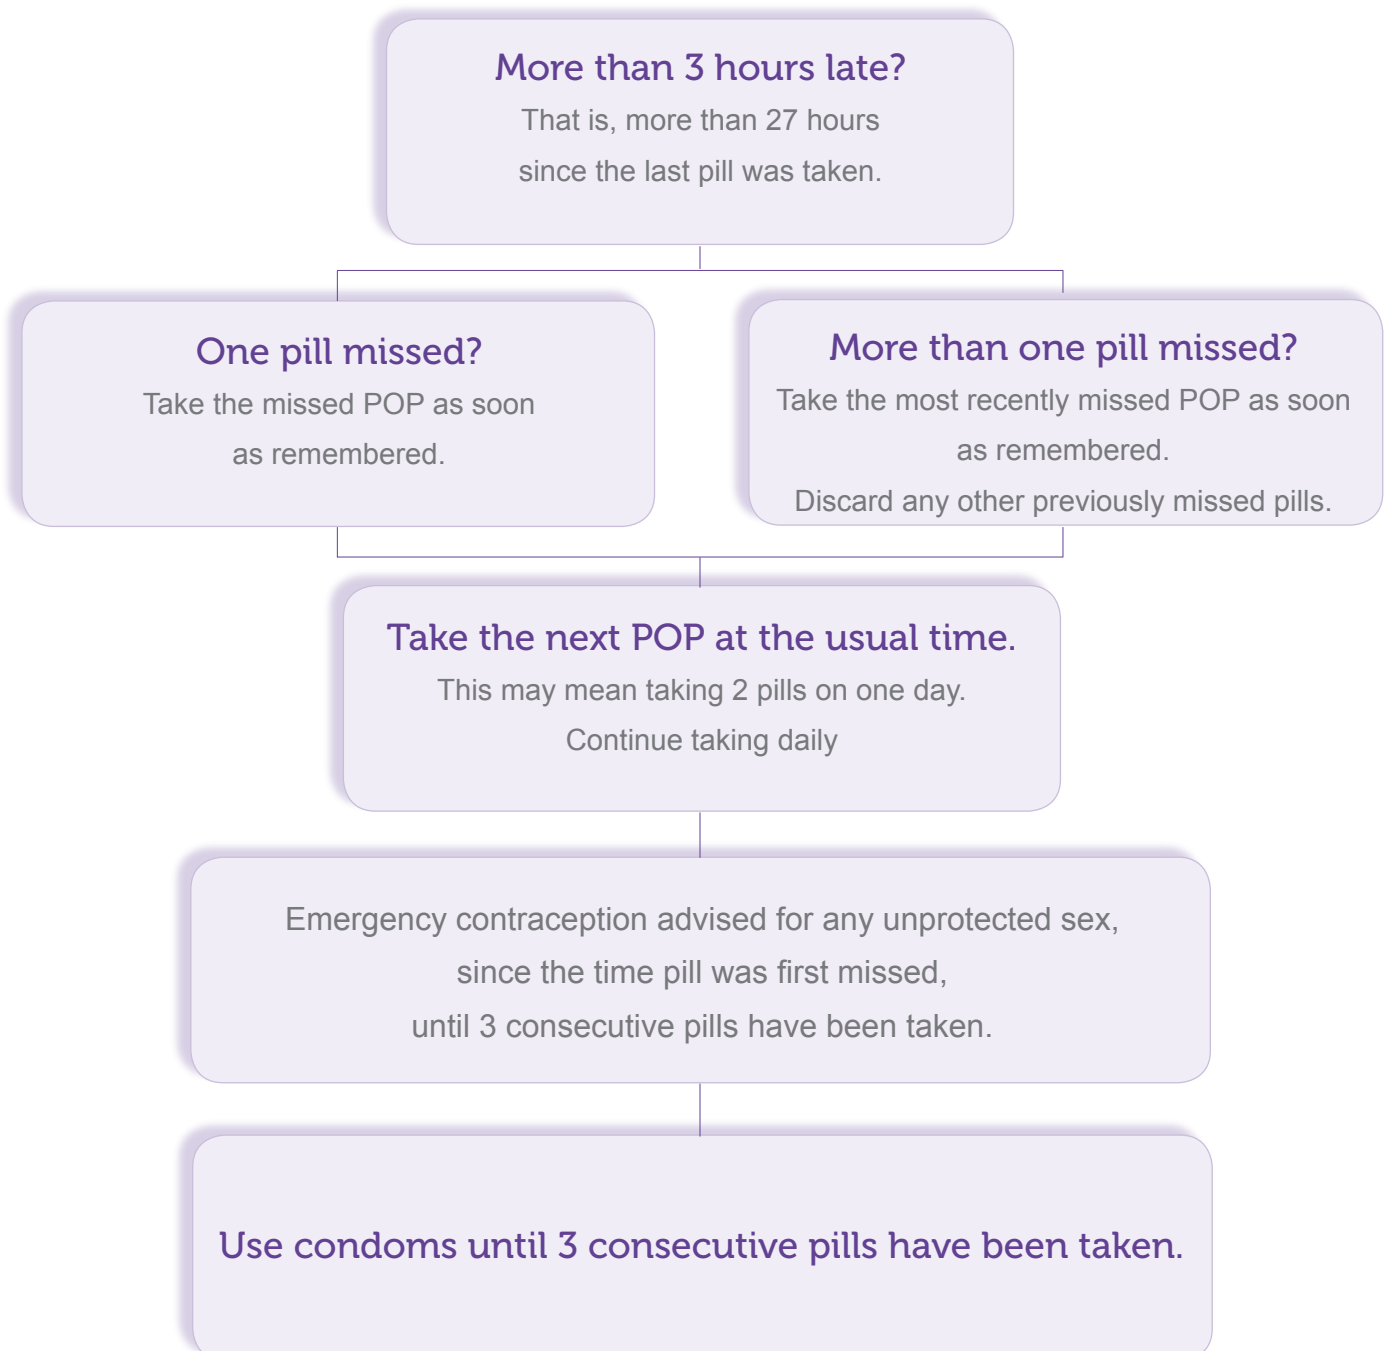 More than 3 hours late?
That is, more than 27 hours
since the last pill was taken.
One pill missed?
Take the missed POP as soon
as remembered.
More than one pill missed?
Take the most recently missed POP as soon
as remembered.
Discard any other previously missed pills.
Take the next POP at the usual time.
This may mean taking 2 pills on one day.
Continue taking daily
Emergency contraception advised for any unprotected sex,
since the time pill was first missed,
until 3 consecutive pills have been taken.
Use condoms until 3 consecutive pills have been taken.